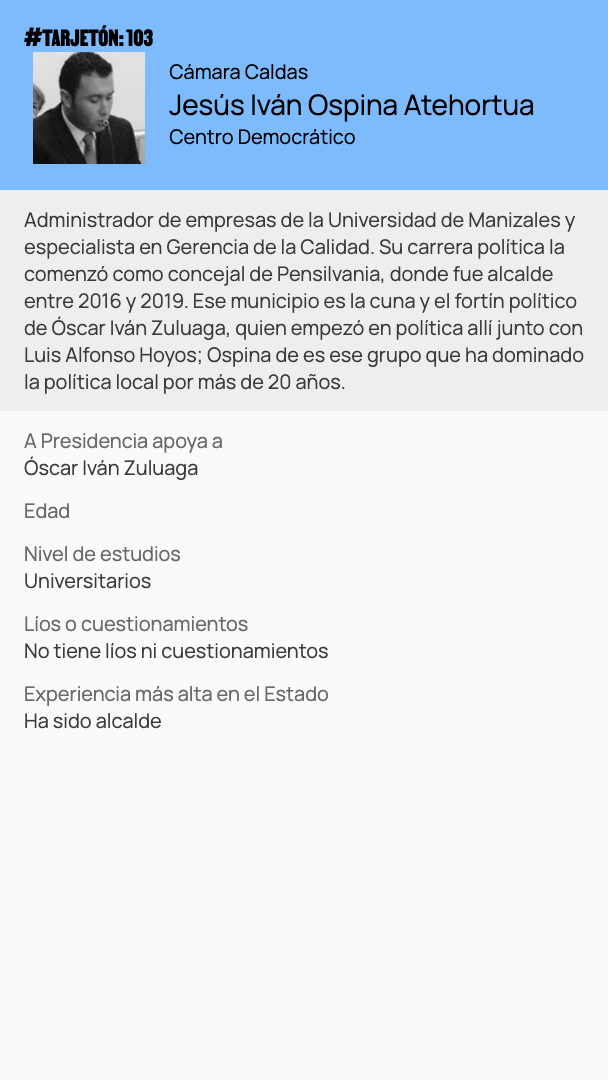 #TARJETÓN: 103
Cámara Caldas
Jesús Iván Ospina Atehortua
Centro Democrático
Administrador de empresas de la Universidad de Manizales y
especialista en Gerencia de la Calidad. Su carrera política la
comenzó como concejal de Pensilvania, donde fue alcalde
entre 2016 y 2019. Ese municipio es la cuna y el fortín político
de Óscar Iván Zuluaga, quien empezó en política allí junto con
Luis Alfonso Hoyos; Ospina de es ese grupo que ha dominado
la política local por más de 20 años.
A Presidencia apoya a
Óscar Iván Zuluaga
Edad
Nivel de estudios
Universitarios
Líos o cuestionamientos
No tiene líos ni cuestionamientos
Experiencia más alta en el Estado
Ha sido alcalde